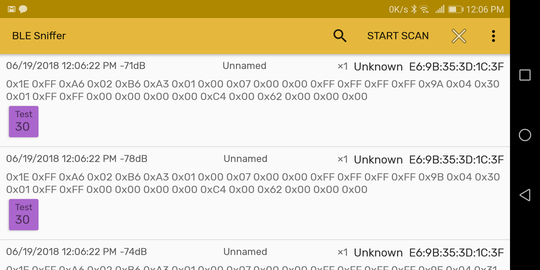 0K/s 12:06 PM
BLE Sniffer START SCAN
06/19/2018 12:06:22 PM -71dB Unnamed ×1 Unknown E6:9B:35:3D:1C:3F
0x1E 0xFF 0xA6 0x02 0xB6 0xA3 0x01 0x00 0x07 0x00 0x00 0xFF 0xFF 0xFF 0xFF 0x9A 0x04 0x30
0x01 0xFF 0xFF 0x00 0x00 0x00 0x00 0xC4 0x00 0x62 0x00 0x00 0x00
Test
30
06/19/2018 12:06:22 PM -78dB Unnamed ×1 Unknown E6:9B:35:3D:1C:3F
0x1E 0xFF 0xA6 0x02 0xB6 0xA3 0x01 0x00 0x07 0x00 0x00 0xFF 0xFF 0xFF 0xFF 0x9B 0x04 0x30
0x01 0xFF 0xFF 0x00 0x00 0x00 0x00 0xC4 0x00 0x62 0x00 0x00 0x00
Test
30
06/19/2018 12:06:22 PM -74dB Unnamed ×1 Unknown E6:9B:35:3D:1C:3F